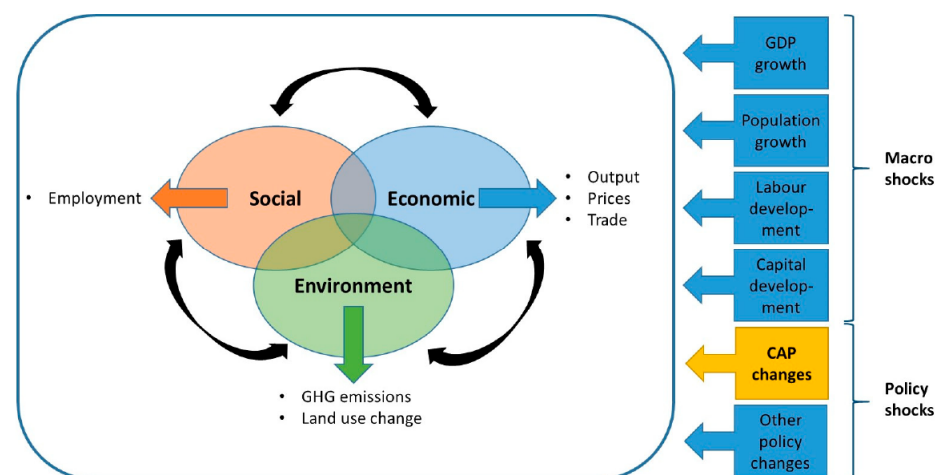 • Employment
Social
Economic
• Output
• Prices
• Trade
Environment
• GHG emissions
• Land use change
GDP
growth
Population
growth
Labour
develop-
ment
Capital
develop-
ment
Macro
shocks
CAP
changes
Other
policy
changes
Policy
shocks